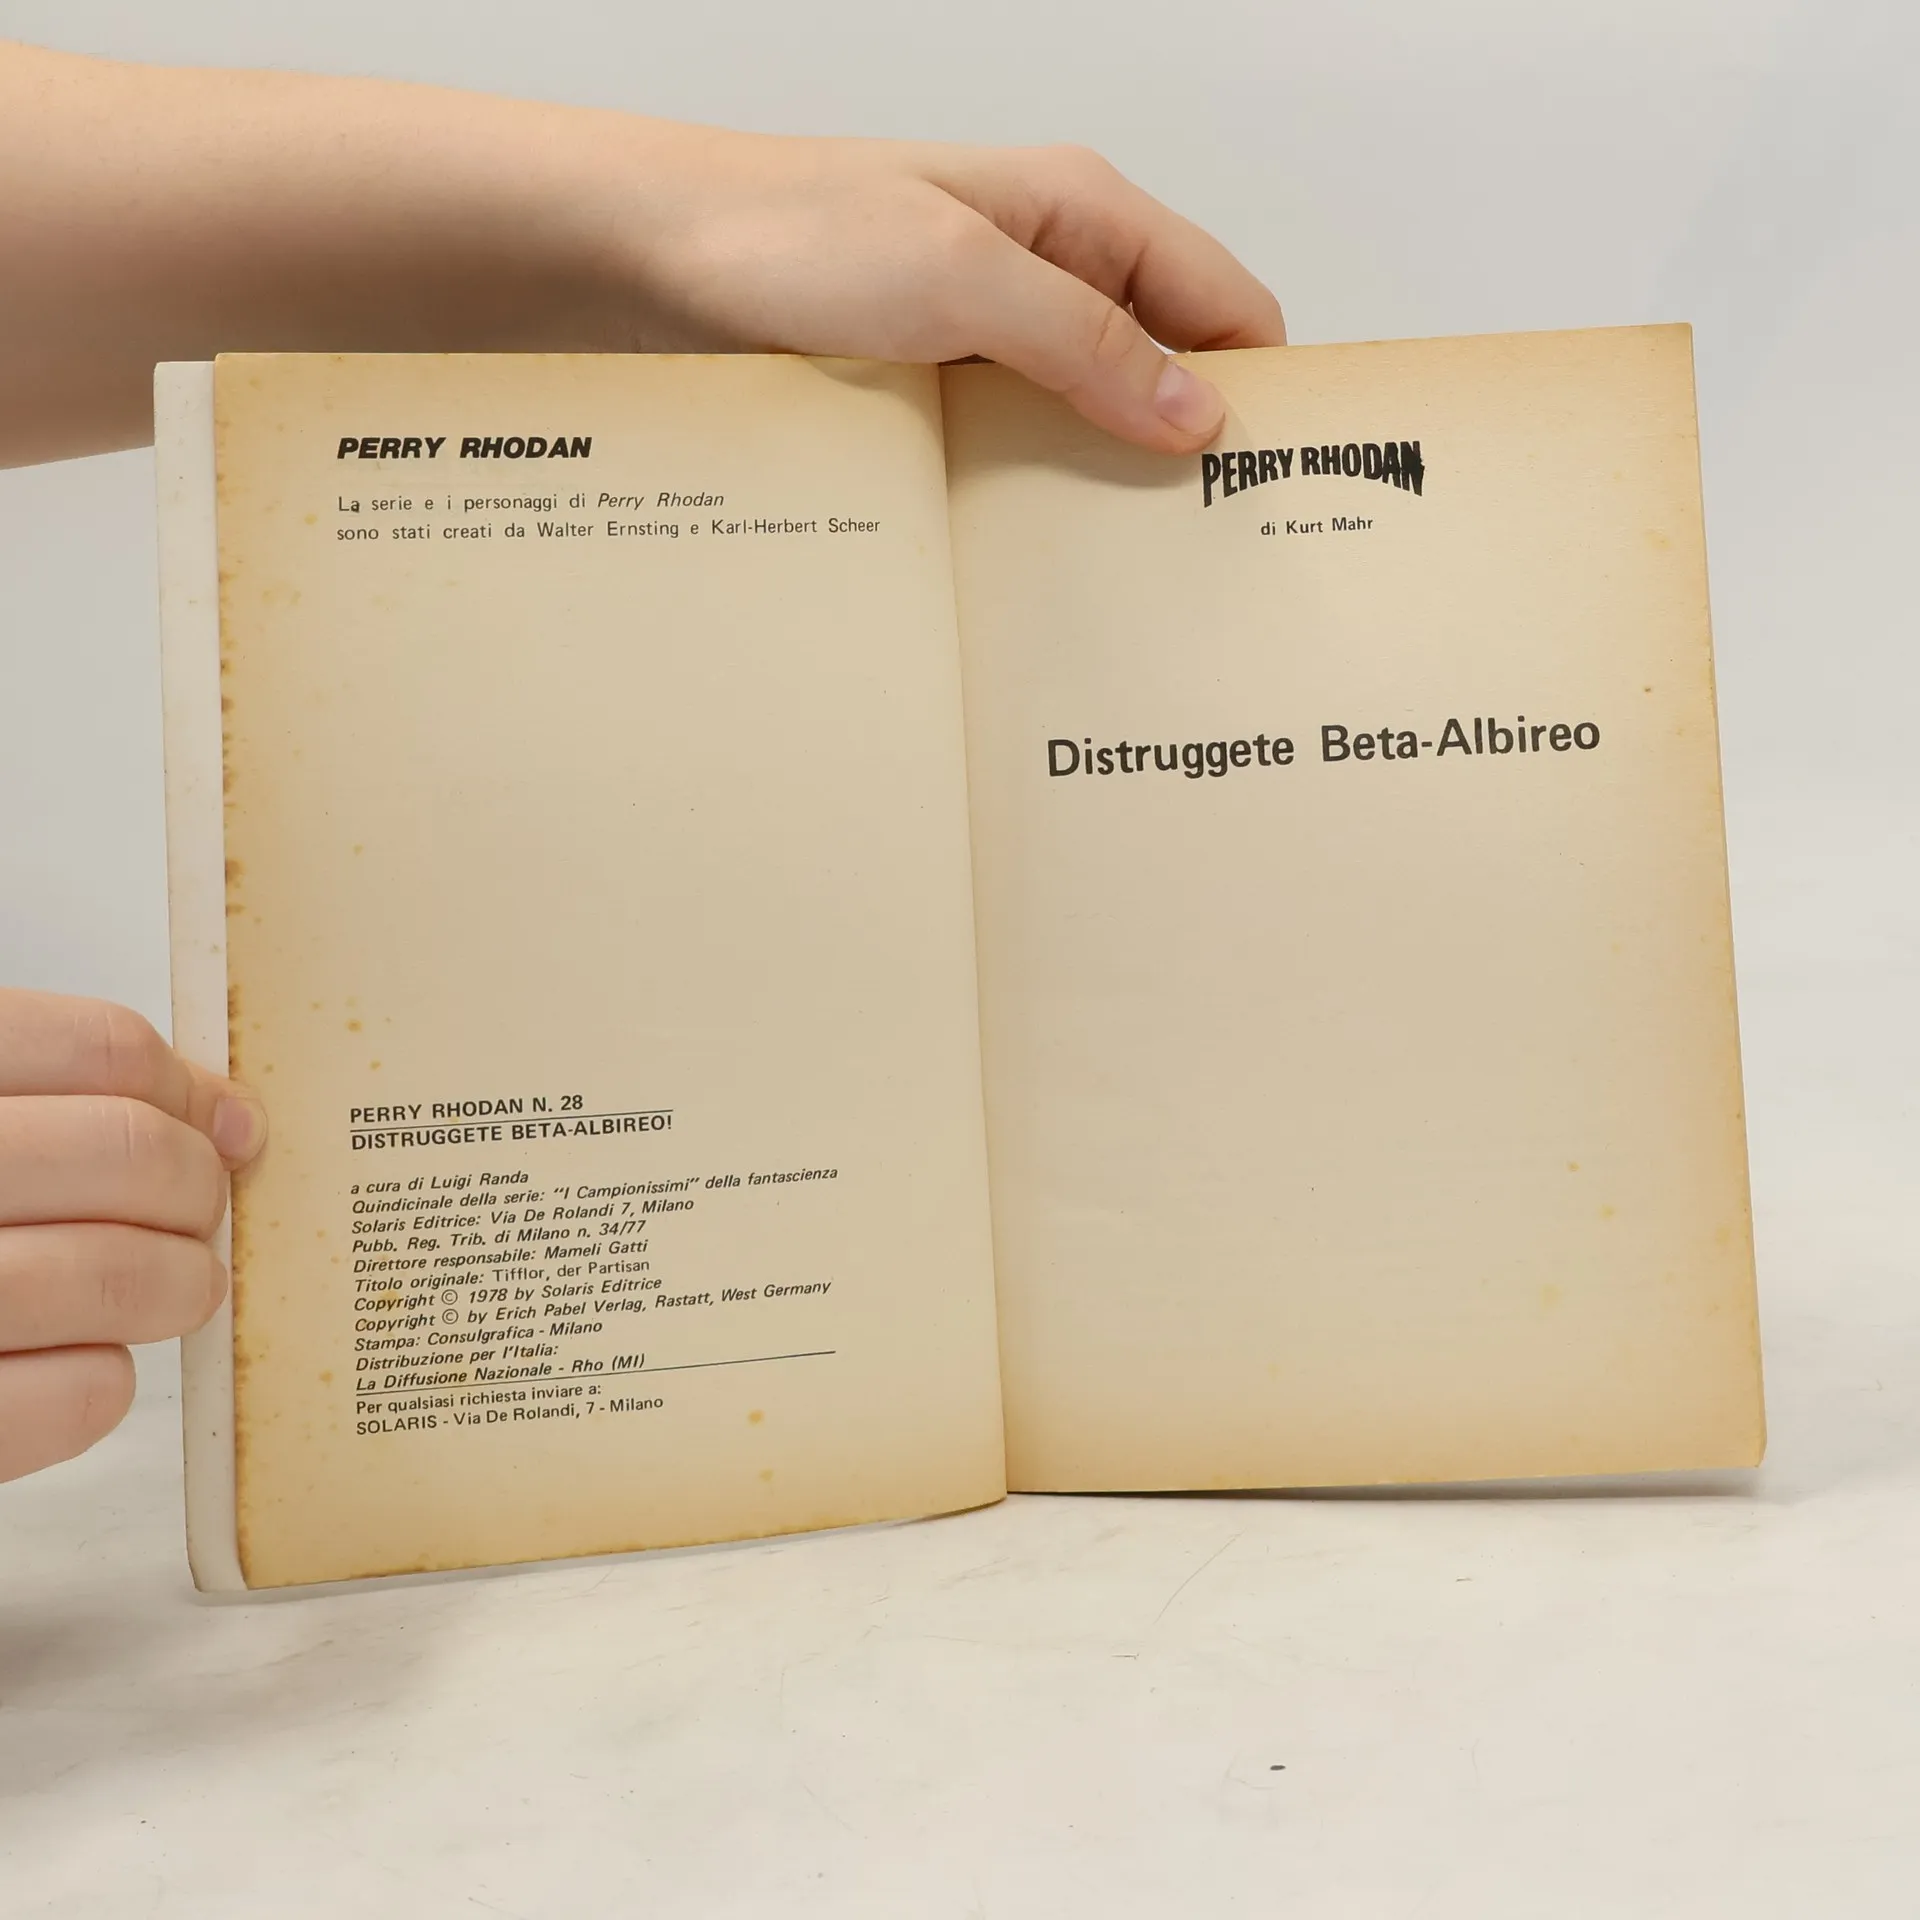 PERRY RHODAN
La serie e i personaggi di Perry Rhodan
sono stati creati da Walter Ernsting e Karl-Herbert Scheer
PERRY RHODAN N. 28
DISTRUGGETE BETA-ALBIREO!
a cura di Luigi Randa
Quindicinale della serie: “I Campionissimi” della fantascienza
Solaris Editrice: Via De Rolandi 7, Milano
Pubb. Reg. Trib. di Milano n. 34/77
Direttore responsabile: Mameli Gatti
Titolo originale: Tifflor, der Partisan
Copyright © 1978 by Solaris Editrice
Copyright © by Erich Pabel Verlag, Rastatt, West Germany
Stampa: Consulgrafica - Milano
Distribuzione per l'Italia:
La Diffusione Nazionale - Rho (MI)
Per qualsiasi richiesta inviare a:
SOLARIS - Via De Rolandi, 7 - Milano
PERRY RHODAN
di Kurt Mahr
Distruggete Beta-Albireo